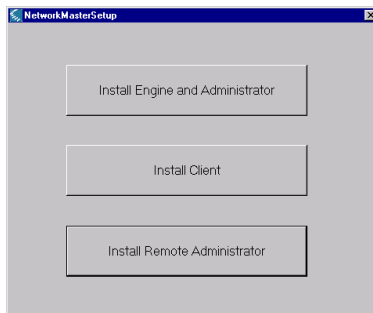 NetworkMasterSetup
Install Engine and Administrator
Install Client
Install Remote Administrator